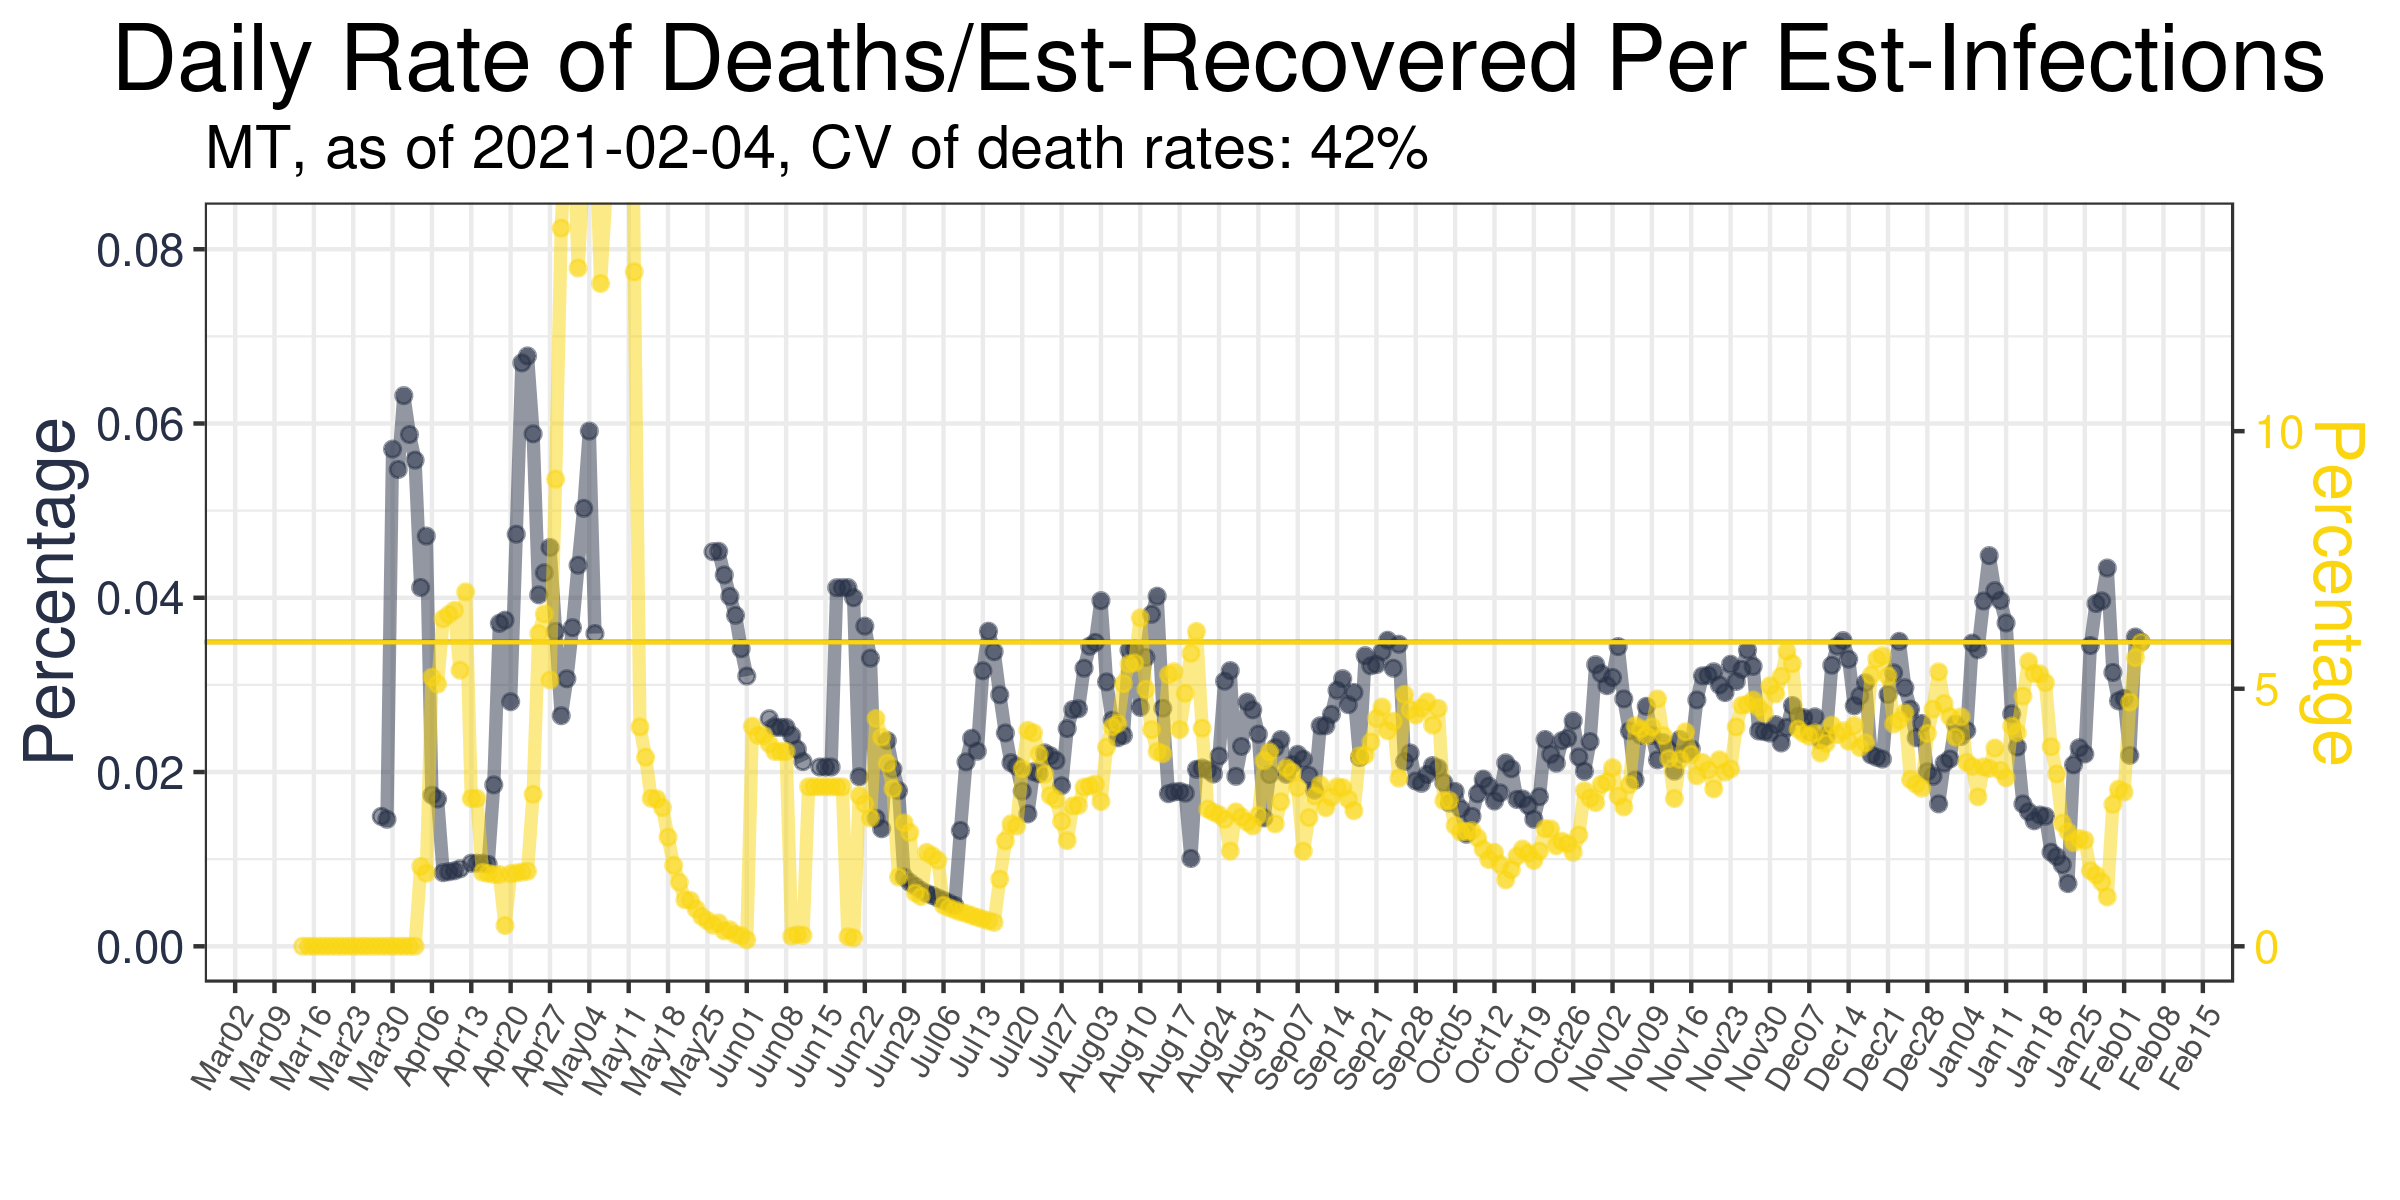 Daily Rate of Deaths/Est-Recovered Per Est-Infections
MT, as of 2021-02-04, CV of death rates: 42%
Percentage
0.08
0.06
0.04
0.02
0.00
10
5
0
Percentage
Mar02 Mar09 Mar16 Mar23 Mar30 Apr06 Apr13 Apr20 Apr27 May04 May11 May18 May25 Jun01 Jun08 Jun15 Jun22 Jun29 Jul06 Jul13 Jul20 Jul27 Aug03 Aug10 Aug17 Aug24 Aug31 Sep07 Sep14 Sep21 Sep28 Oct05 Oct12 Oct19 Oct26 Nov02 Nov09 Nov16 Nov23 Nov30 Dec07 Dec14 Dec21 Dec28 Jan04 Jan11 Jan18 Jan25 Feb01 Feb08 Feb15